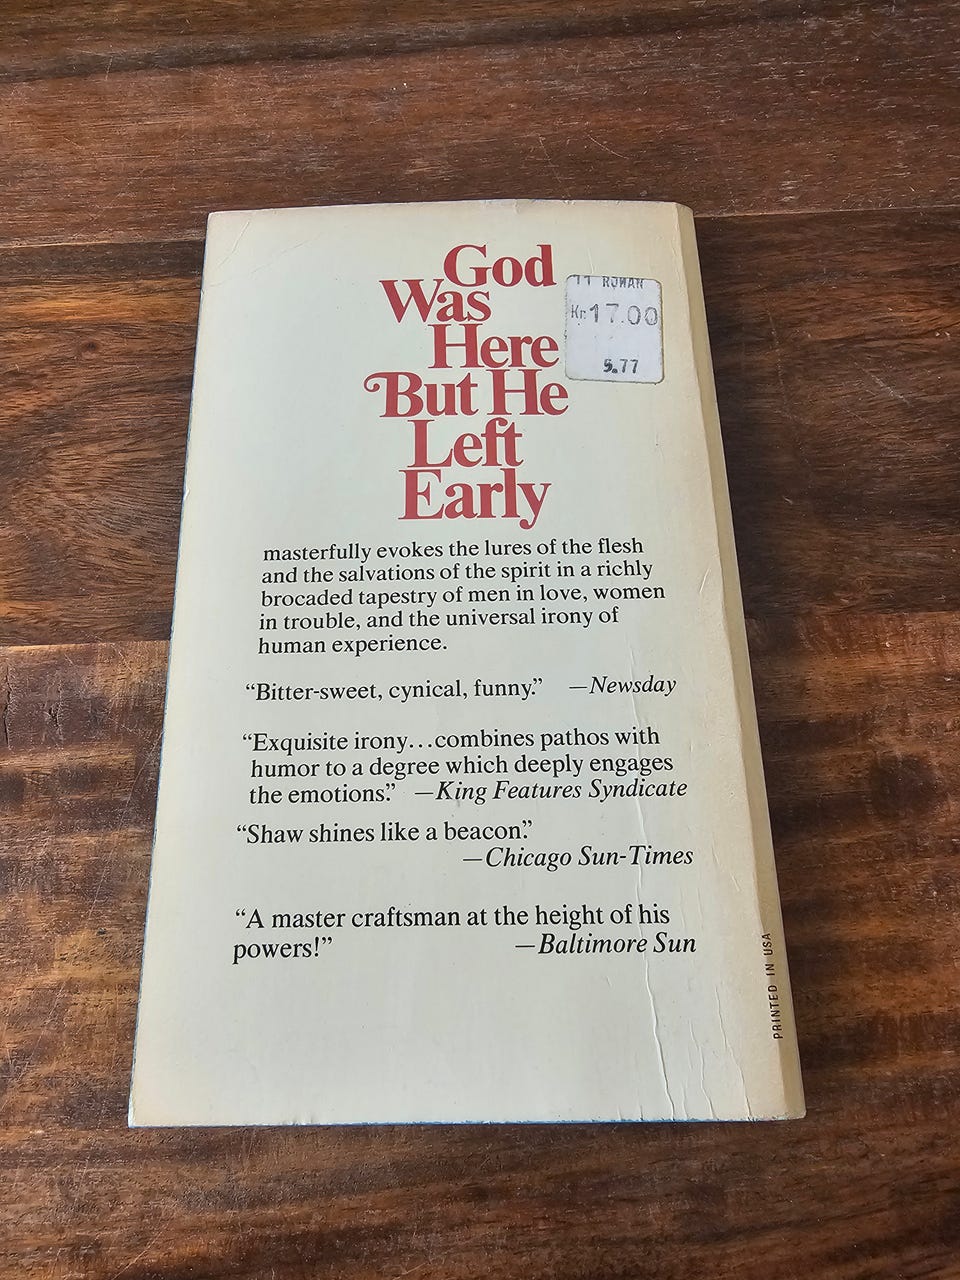 God
Was
Here
But He
Left
Early
11 ROMAN
Kr.17.00
5.77
masterfully evokes the lures of the flesh
and the salvations of the spirit in a richly
brocaded tapestry of men in love, women
in trouble, and the universal irony of
human experience.
“Bitter-sweet, cynical, funny.” —Newsday
“Exquisite irony...combines pathos with
humor to a degree which deeply engages
the emotions.” —King Features Syndicate
“Shaw shines like a beacon.”
—Chicago Sun-Times
“A master craftsman at the height of his
powers!” —Baltimore Sun
PRINTED IN USA